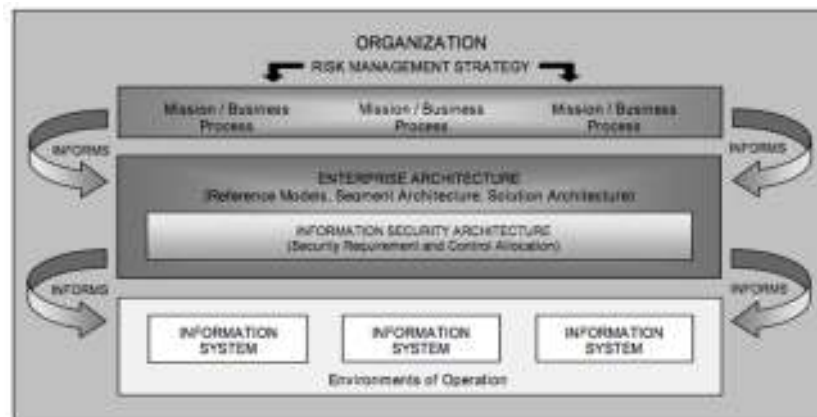 ORGANIZATION
RISK MANAGEMENT STRATEGY
Mission / Business
Process
Mission / Business
Process
Mission / Business
Process
INFORMS
INFORMS
ENTERPRISE ARCHITECTURE
(Reference Models, Segment Architecture, Solution Architecture)
INFORMATION SECURITY ARCHITECTURE
(Security Requirement and Control Allocation)
INFORMS
INFORMS
INFORMATION
SYSTEM
INFORMATION
SYSTEM
INFORMATION
SYSTEM
Environments of Operation